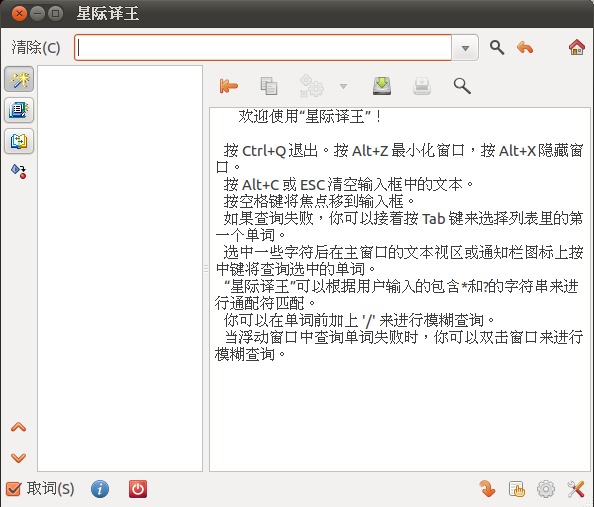 星际译王
清除(C)
欢迎使用“星际译王”！
按 Ctrl+Q 退出。按 Alt+Z 最小化窗口，按 Alt+X 隐藏窗
口。
按 Alt+C 或 ESC 清空输入框中的文本。
按空格键将焦点移到输入框。
如果查询失败，你可以接着按 Tab 键来选择列表里的第
一个单词。
选中一些字符后在主窗口的文本视区或通知栏图标上按
中键将查询选中的单词。
“星际译王”可以根据用户输入的包含*和?的字符串来进
行通配符匹配。
你可以在单词前加上 '/' 来进行模糊查询。
当浮动窗口中查询单词失败时，你可以双击窗口来进行
模糊查询。
取词(S)